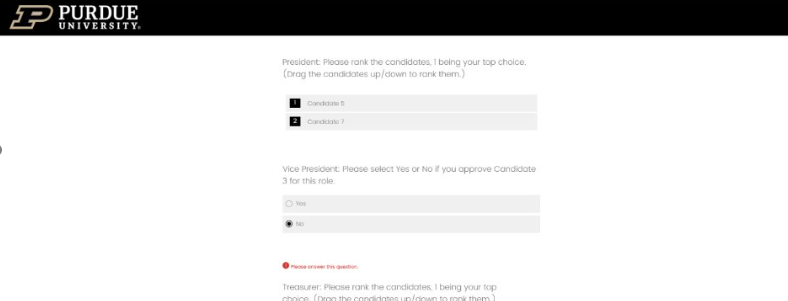 PURDUE
UNIVERSITY®
President: Please rank the candidates, 1 being your top choice.
(Drag the candidates up/down to rank them.)
1 Candidate 5
2 Candidate 7
Vice President: Please select Yes or No if you approve Candidate
3 for this role.
Yes
No
Please answer this question.
Treasurer: Please rank the candidates, 1 being your top
choice. (Drag the candidates up/down to rank them.)